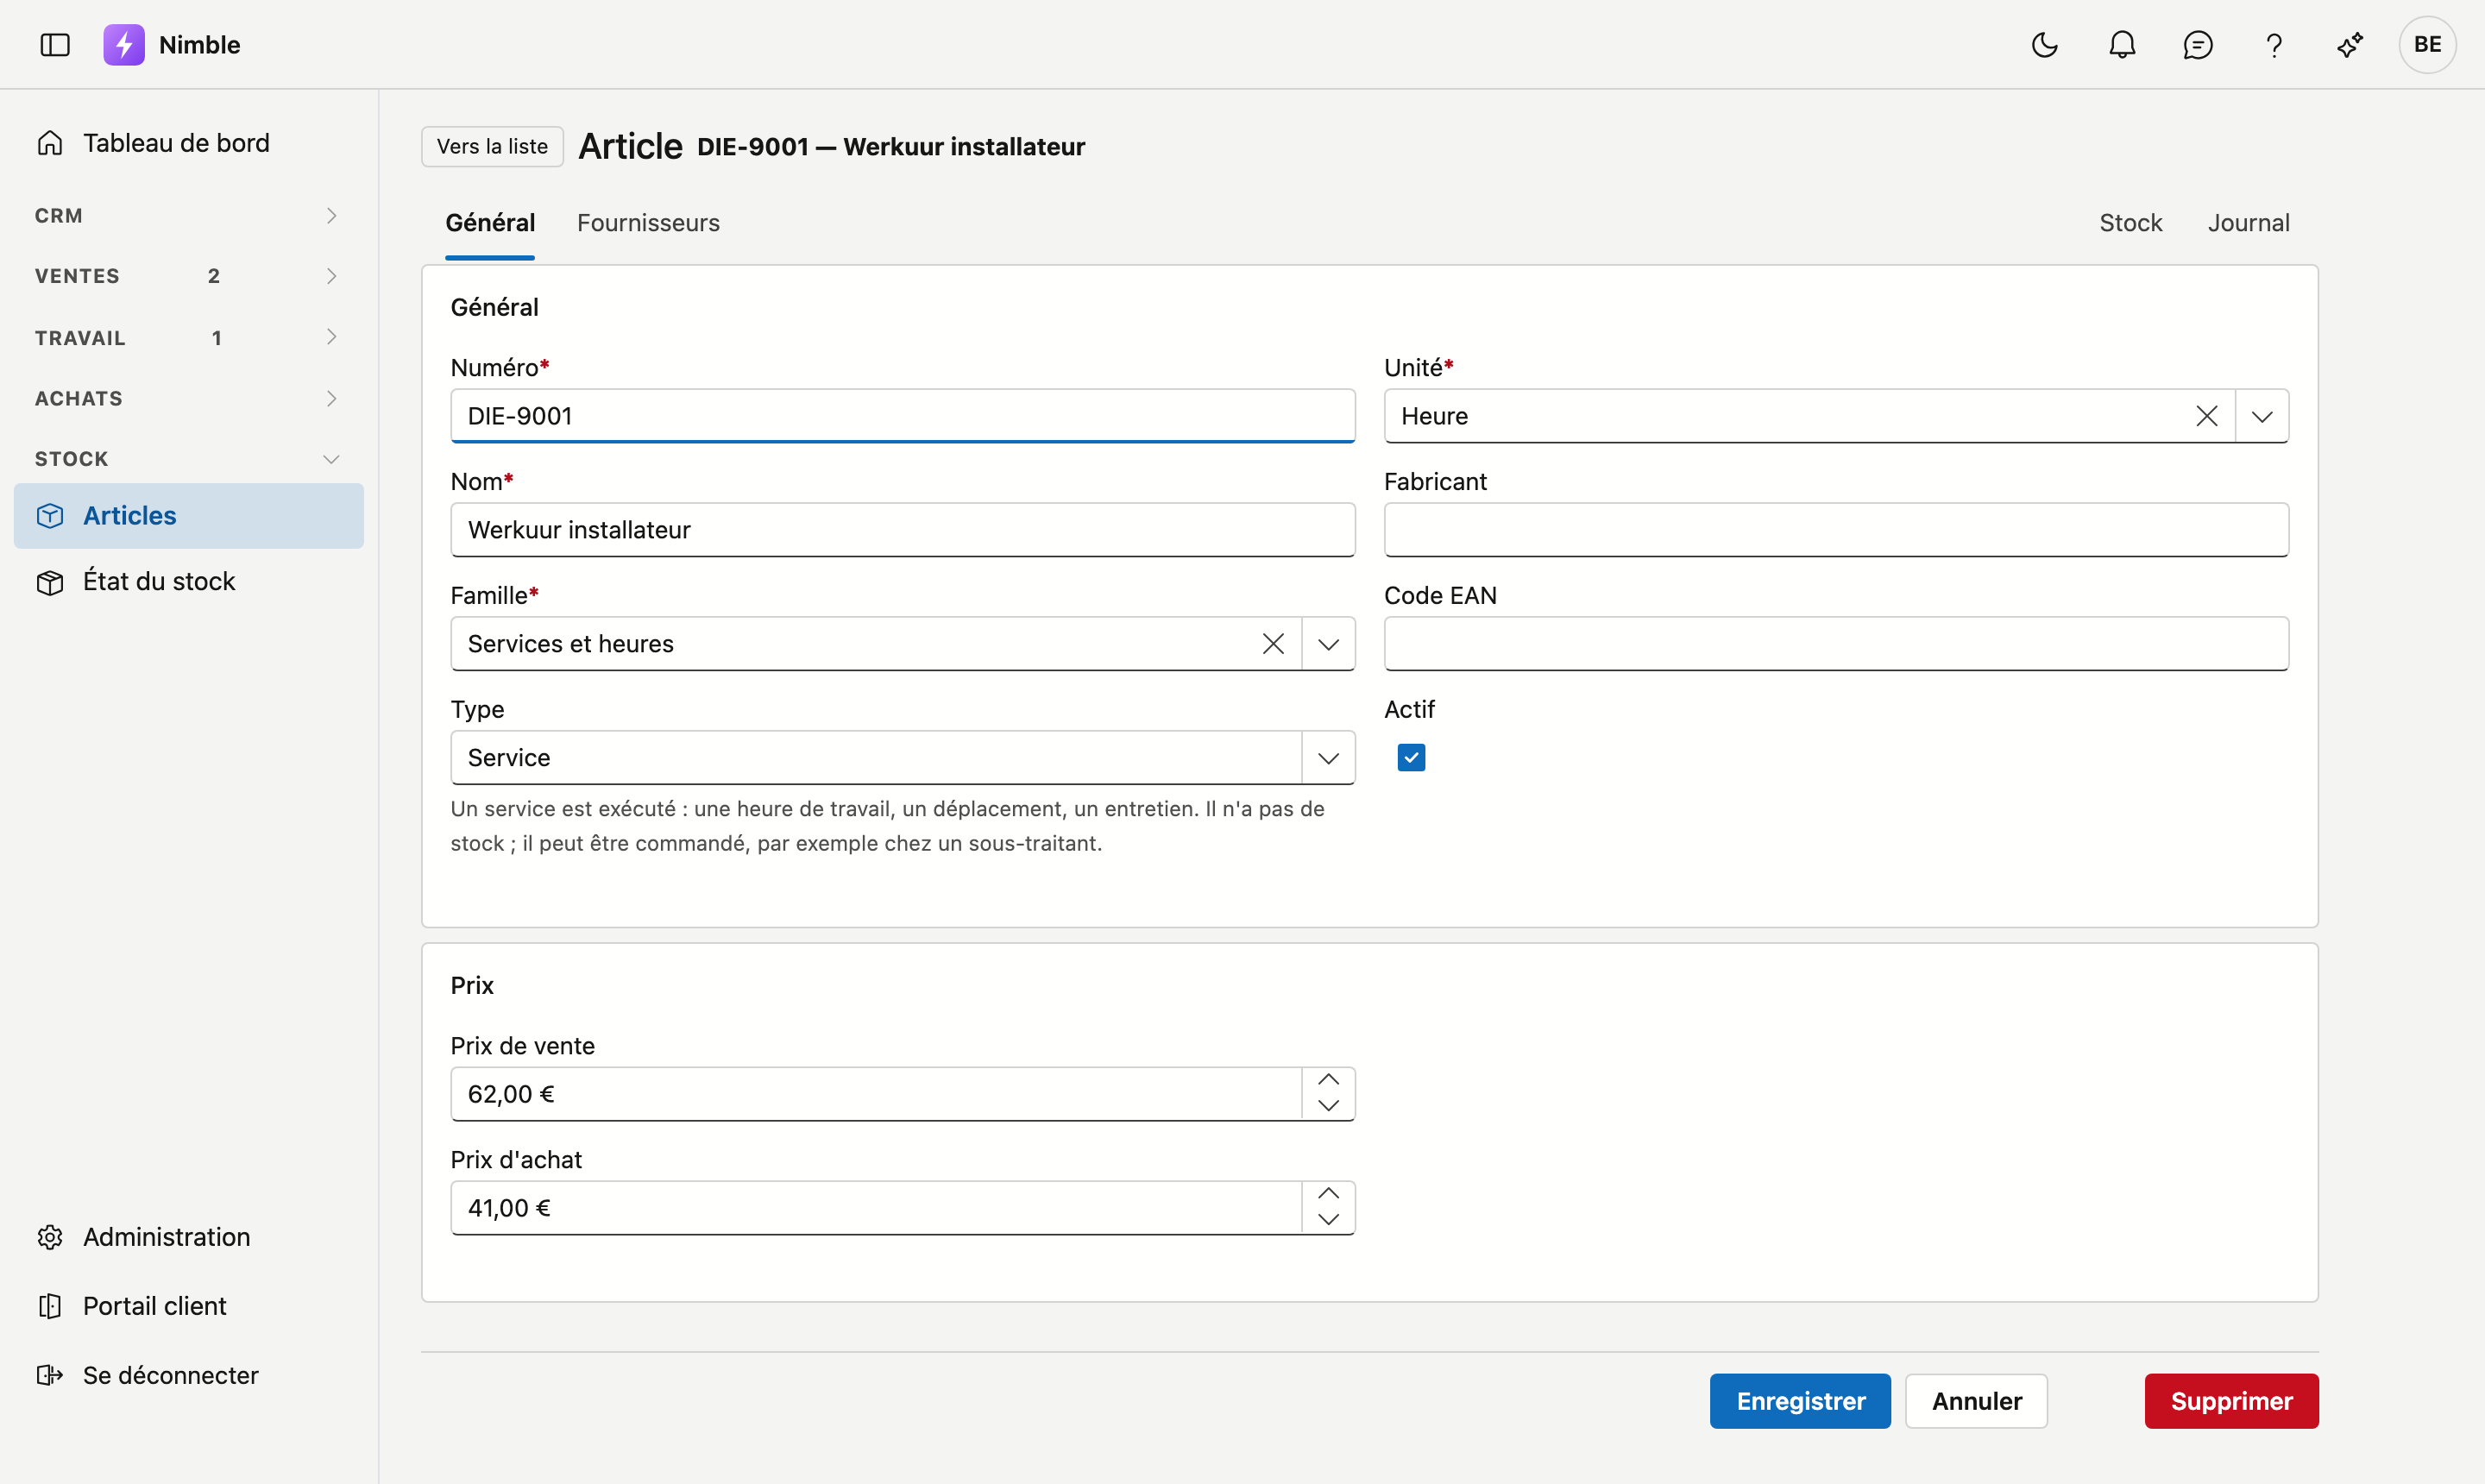 Nimble
BE
Tableau de bord
CRM
VENTES 2
TRAVAIL 1
ACHATS
STOCK
Articles
État du stock
Administration
Portail client
Se déconnecter
Vers la liste
Article DIE-9001 — Werkuur installateur
Général
Fournisseurs
Stock
Journal
Général
Numéro*
DIE-9001
Unité*
Heure
Nom*
Werkuur installateur
Fabricant
Famille*
Services et heures
Code EAN
Type
Service
Actif
Un service est exécuté : une heure de travail, un déplacement, un entretien. Il n'a pas de
stock ; il peut être commandé, par exemple chez un sous-traitant.
Prix
Prix de vente
62,00 €
Prix d'achat
41,00 €
Enregistrer
Annuler
Supprimer